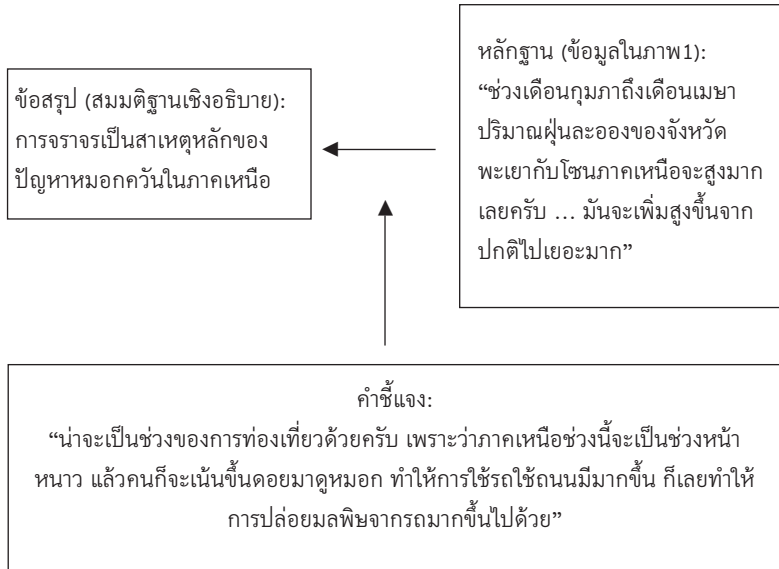 ข้อสรุป (สมมติฐานเชิงอธิบาย):
การจราจรเป็นสาเหตุหลักของ
ปัญหาหมอกควันในภาคเหนือ
หลักฐาน (ข้อมูลในภาพ1):
“ช่วงเดือนกุมภาถึงเดือนเมษา
ปริมาณฝุ่นละอองของจังหวัด
พะเยากับโซนภาคเหนือจะสูงมาก
เลยครับ ... มันจะเพิ่มสูงขึ้นจาก
ปกติไปเยอะมาก”
คำชี้แจง:
“น่าจะเป็นช่วงของการท่องเที่ยวด้วยครับ เพราะว่าภาคเหนือช่วงนี้จะเป็นช่วงหน้า
หนาว แล้วคนก็จะเน้นขึ้นดอยมาดูหมอก ทำให้การใช้รถใช้ถนนมีมากขึ้น ก็เลยทำให้
การปล่อยมลพิษจากรถมากขึ้นไปด้วย”